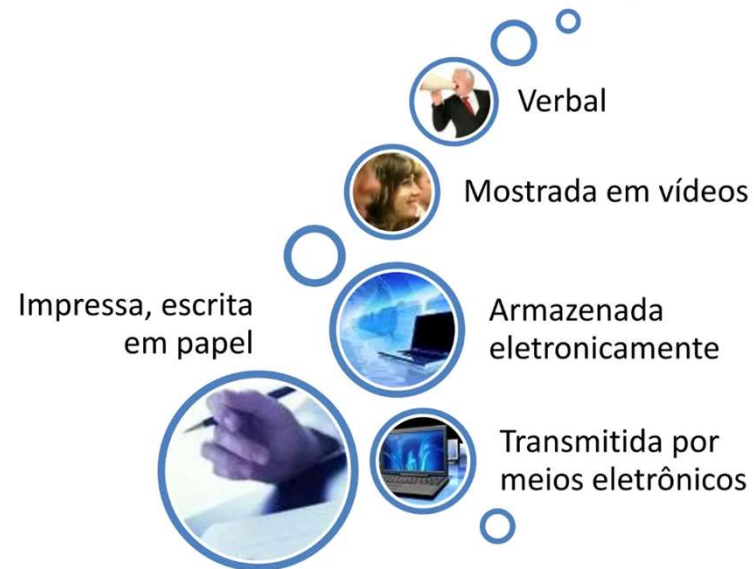 Verbal
Mostrada em vídeos
Impressa, escrita
em papel
Armazenada
eletronicamente
Transmitida por
meios eletrônicos